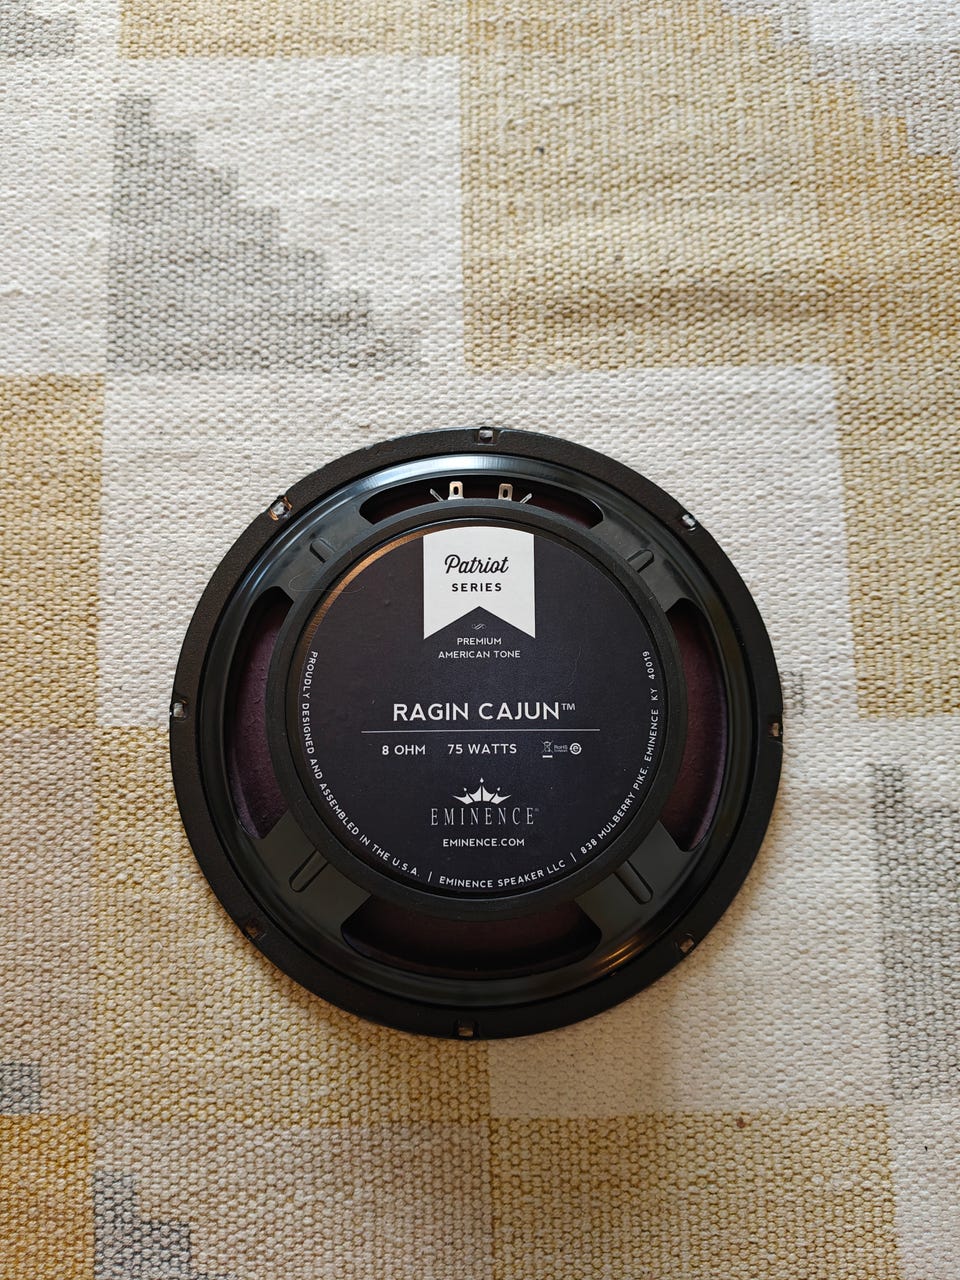 Patriot
SERIES
PREMIUM
AMERICAN TONE
RAGIN CAJUN™
8 OHM 75 WATTS RoHS
EMINENCE®
EMINENCE.COM
PROUDLY DESIGNED AND ASSEMBLED IN THE U.S.A. | EMINENCE SPEAKER LLC | 838 MULBERRY PIKE, EMINENCE KY 40019